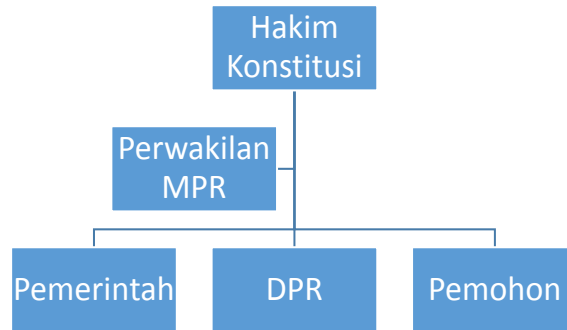 Hakim
Konstitusi
Perwakilan
MPR
Pemerintah
DPR
Pemohon